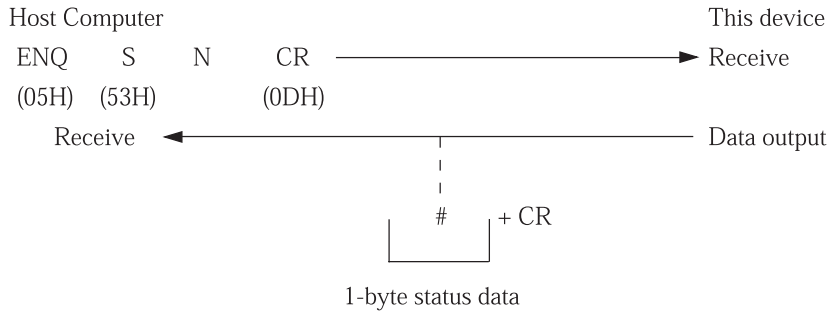 Host Computer This device
ENQ S N CR Receive
(05H) (53H) (0DH)
Receive Data output
# + CR
1-byte status data